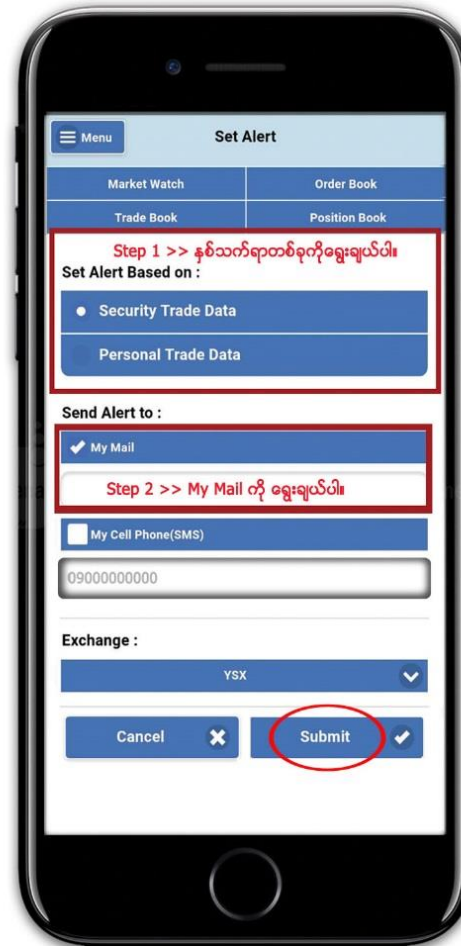 Menu
Set Alert
Market Watch
Order Book
Trade Book
Position Book
Step 1 >> နှစ်သက်ရာတစ်ခုကိုရွေးချယ်ပါ။
Set Alert Based on :
Security Trade Data
Personal Trade Data
Send Alert to :
My Mail
Step 2 >> My Mail ကို ရွေးချယ်ပါ။
My Cell Phone(SMS)
09000000000
Exchange :
YSX
Cancel
Submit